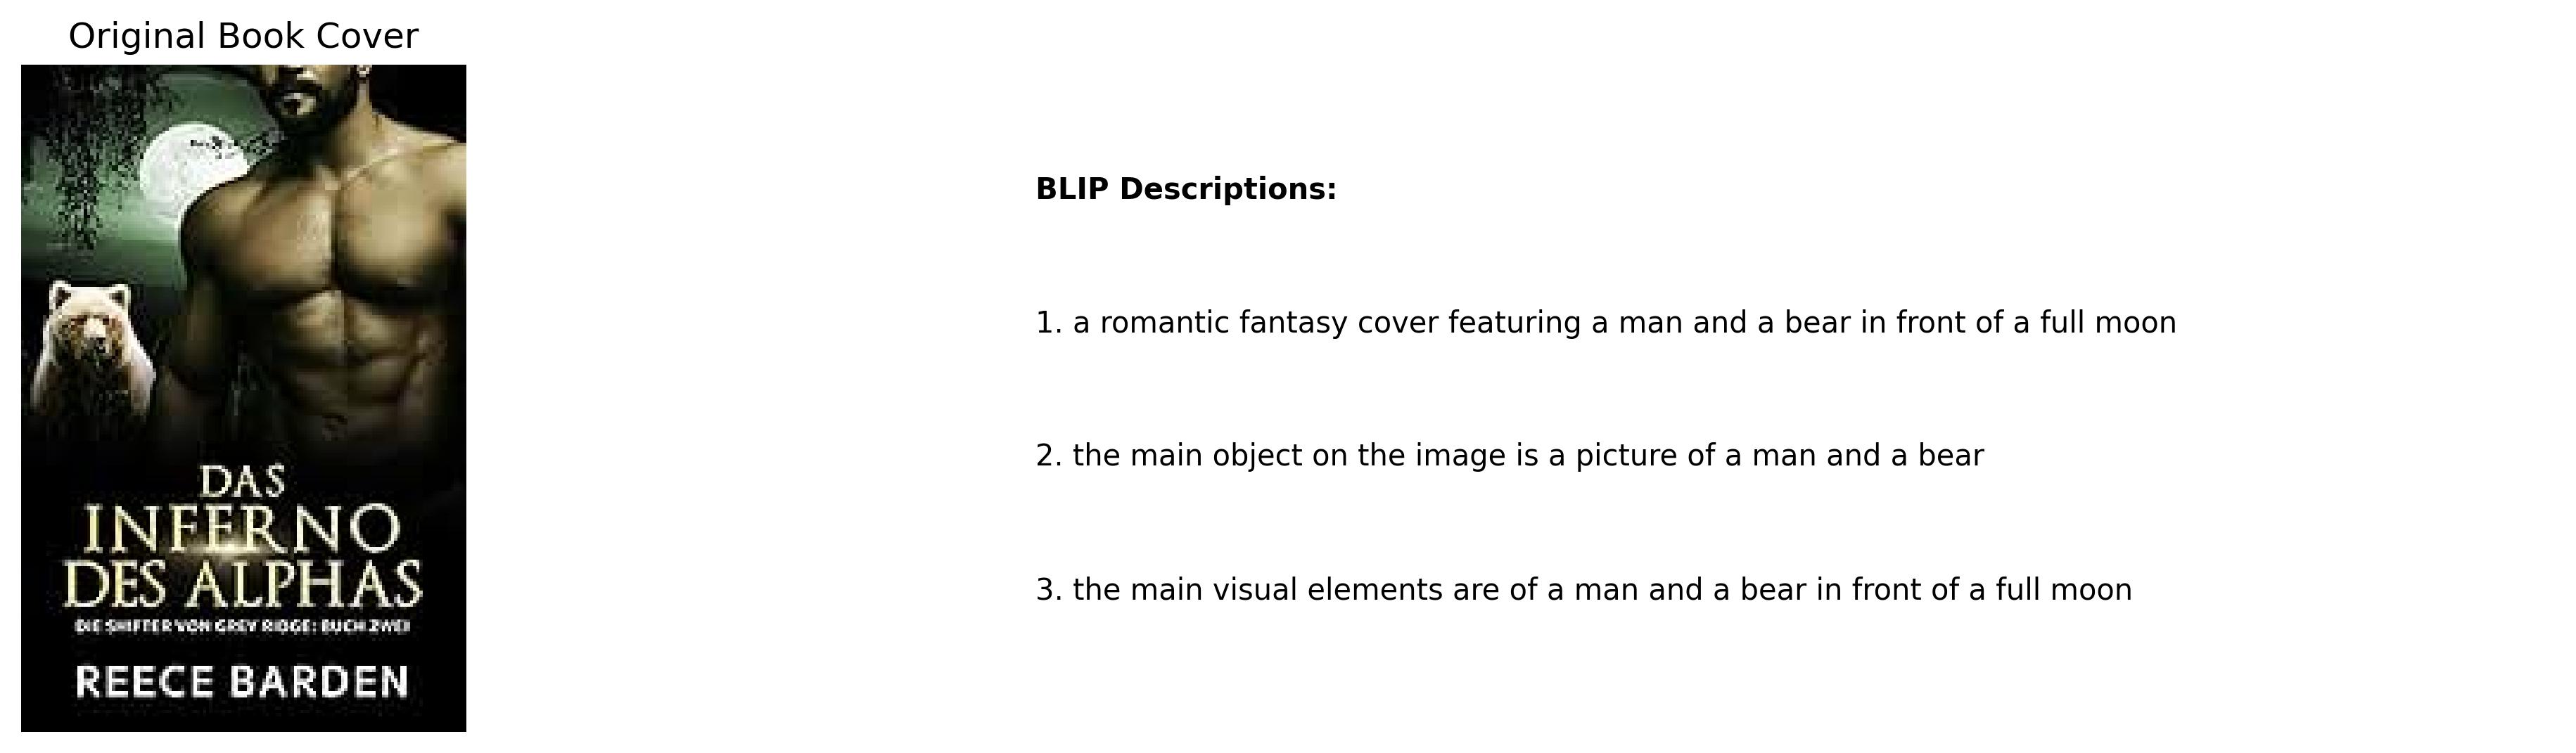 Original Book Cover
DAS
INFERNO
DES ALPHAS
DIE SHIFTER VON GREY RIDGE: BUCH ZWEI
REECE BARDEN
BLIP Descriptions:
1. a romantic fantasy cover featuring a man and a bear in front of a full moon
2. the main object on the image is a picture of a man and a bear
3. the main visual elements are of a man and a bear in front of a full moon